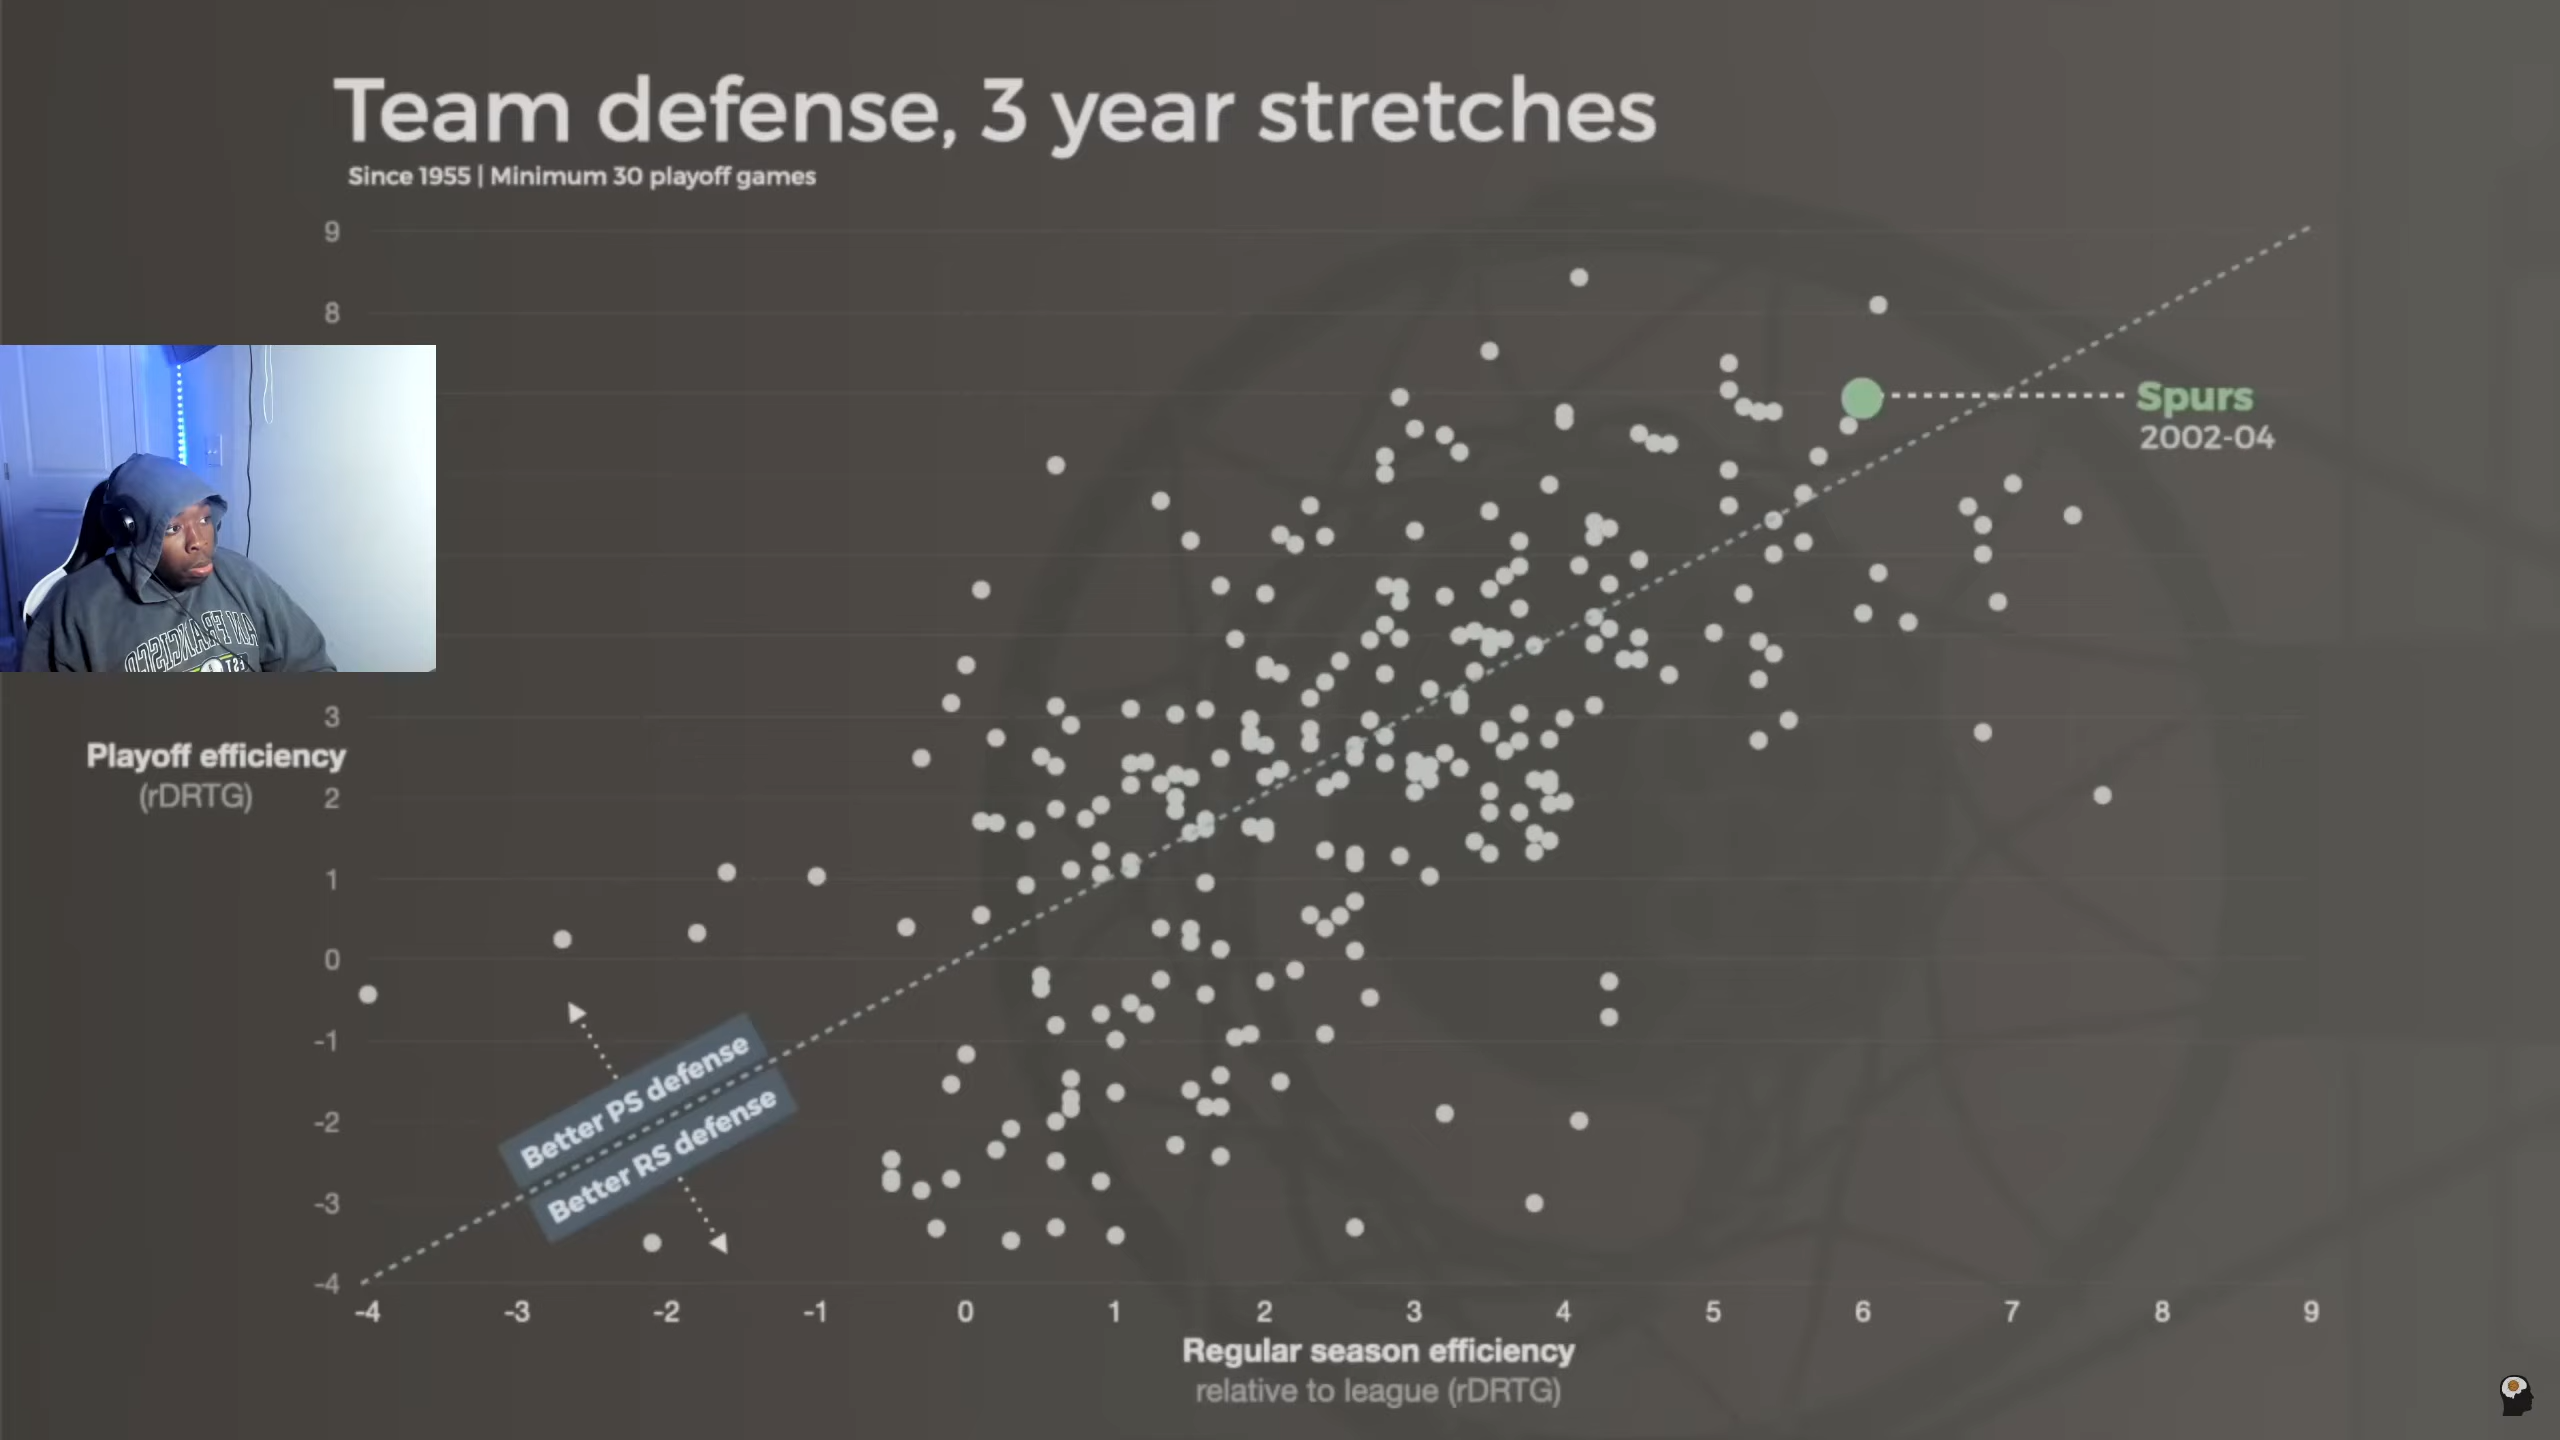 Team defense, 3 year stretches
Since 1955 | Minimum 30 playoff games
9
8
3
2
1
0
-1
-2
-3
-4
Playoff efficiency
(rDRTG)
Spurs
2002-04
Better PS defense
Better RS defense
-4 -3 -2 -1 0 1 2 3 4 5 6 7 8 9
Regular season efficiency
relative to league (rDRTG)